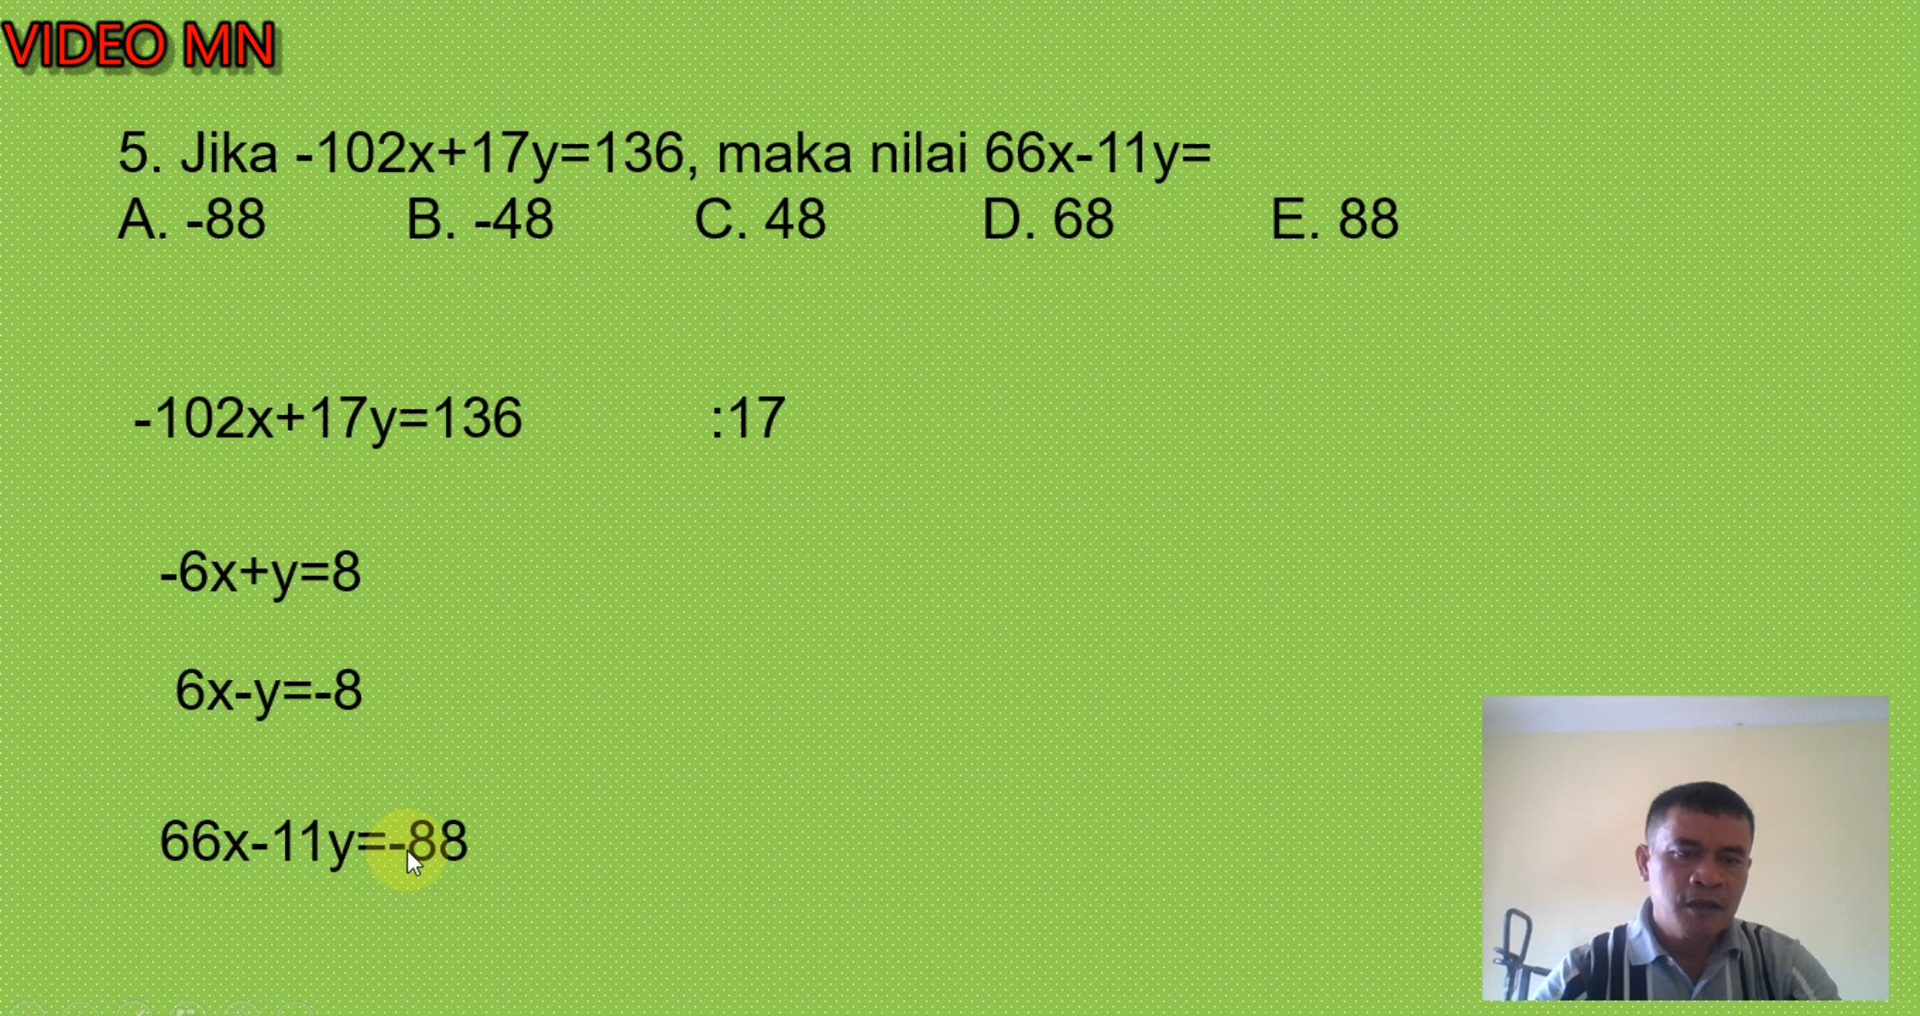 VIDEO MN
5. Jika -102x+17y=136, maka nilai 66x-11y=
A. -88 B. -48 C. 48 D. 68 E. 88
-102x+17y=136 :17
-6x+y=8
6x-y=-8
66x-11y=-88